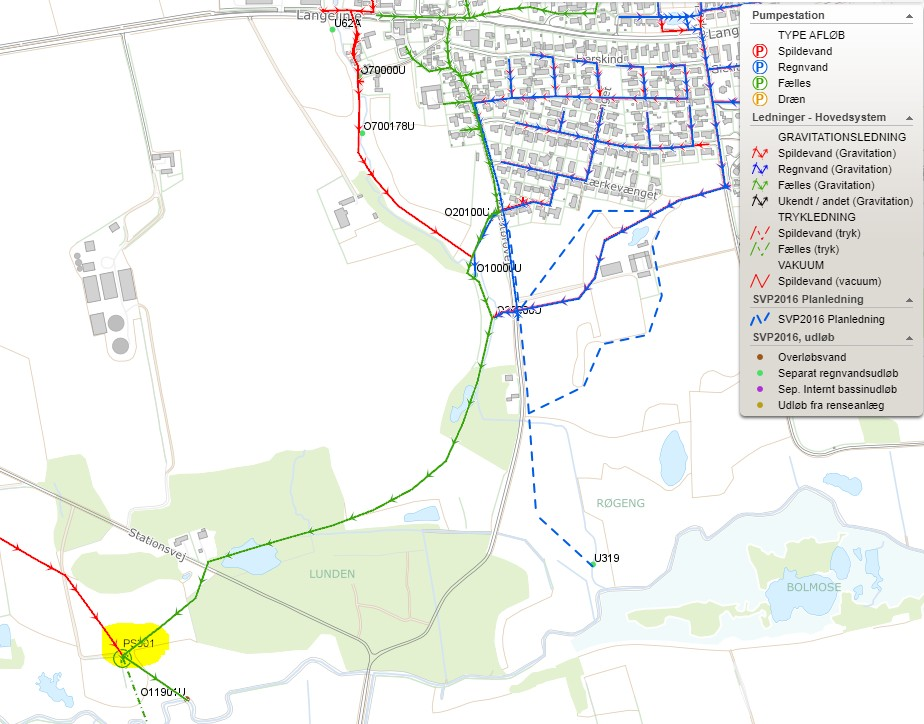 Langelinie
U62A
O70000U
O700178U
O20100U
O10000U
Lærkevænget
Stationsvej
RØGENG
U319
LUNDEN
BOLMOSE
PS301
O11901U
Pumpestation
TYPE AFLØB
Spildevand
Regnvand
Fælles
Dræn
Ledninger - Hovedsystem
GRAVITATIONSLEDNING
Spildevand (Gravitation)
Regnvand (Gravitation)
Fælles (Gravitation)
Ukendt / andet (Gravitation)
TRYKLEDNING
Spildevand (tryk)
Fælles (tryk)
VAKUUM
Spildevand (vacuum)
SVP2016 Planledning
SVP2016 Planledning
SVP2016, udløb
Overløbsvand
Separat regnvandsudløb
Sep. Internt bassinudløb
Udløb fra renseanlæg